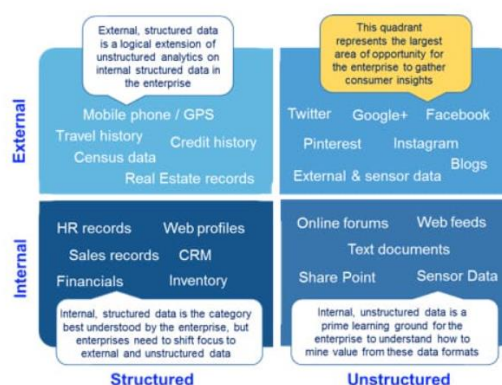 External, structured data
is a logical extension of
unstructured analytics on
internal structured data in
the enterprise
This quadrant
represents the largest
area of opportunity for
the enterprise to gather
consumer insights
External
Mobile phone / GPS
Travel history
Credit history
Census data
Real Estate records
Twitter
Google+
Facebook
Pinterest
Instagram
Blogs
External & sensor data
Internal
HR records
Web profiles
Sales records
CRM
Financials
Inventory
Internal, structured data is the category
best understood by the enterprise, but
enterprises need to shift focus to
external and unstructured data
Online forums
Web feeds
Text documents
Share Point
Sensor Data
Internal, unstructured data is a
prime learning ground for the
enterprise to understand how to
mine value from these data formats
Structured
Unstructured